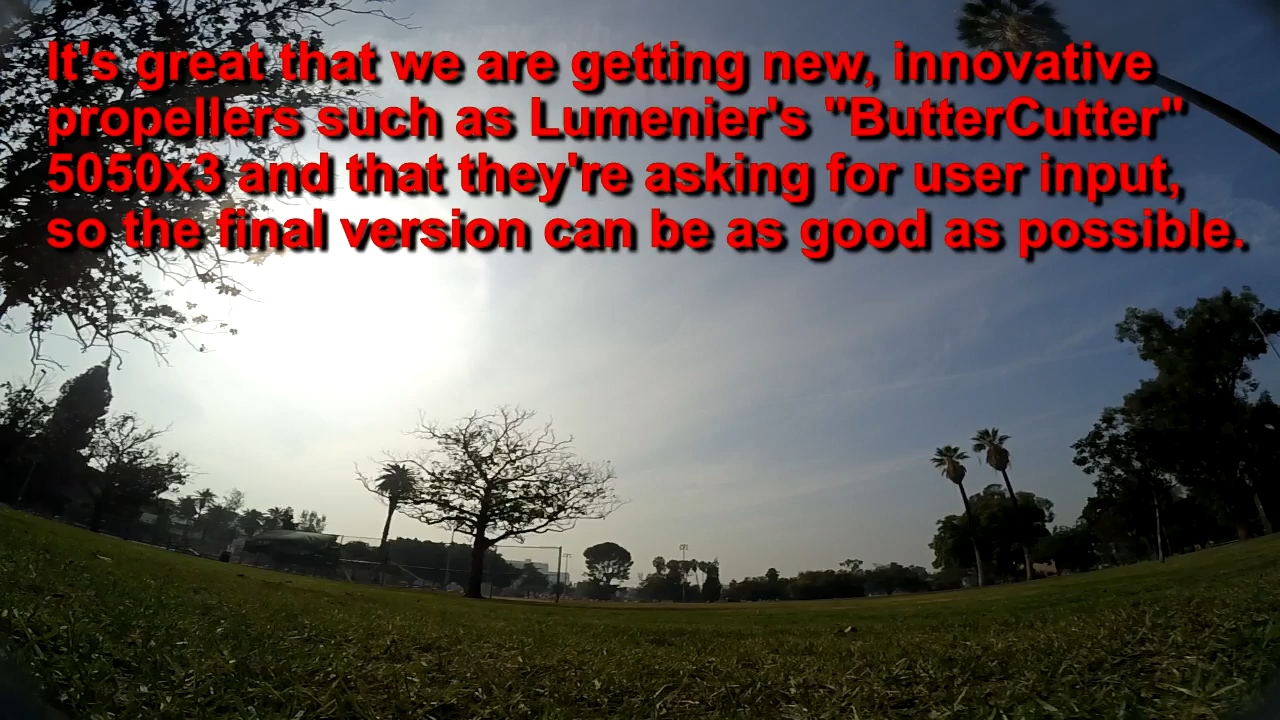 It's great that we are getting new, innovative
propellers such as Lumenier's "ButterCutter"
5050x3 and that they're asking for user input,
so the final version can be as good as possible.